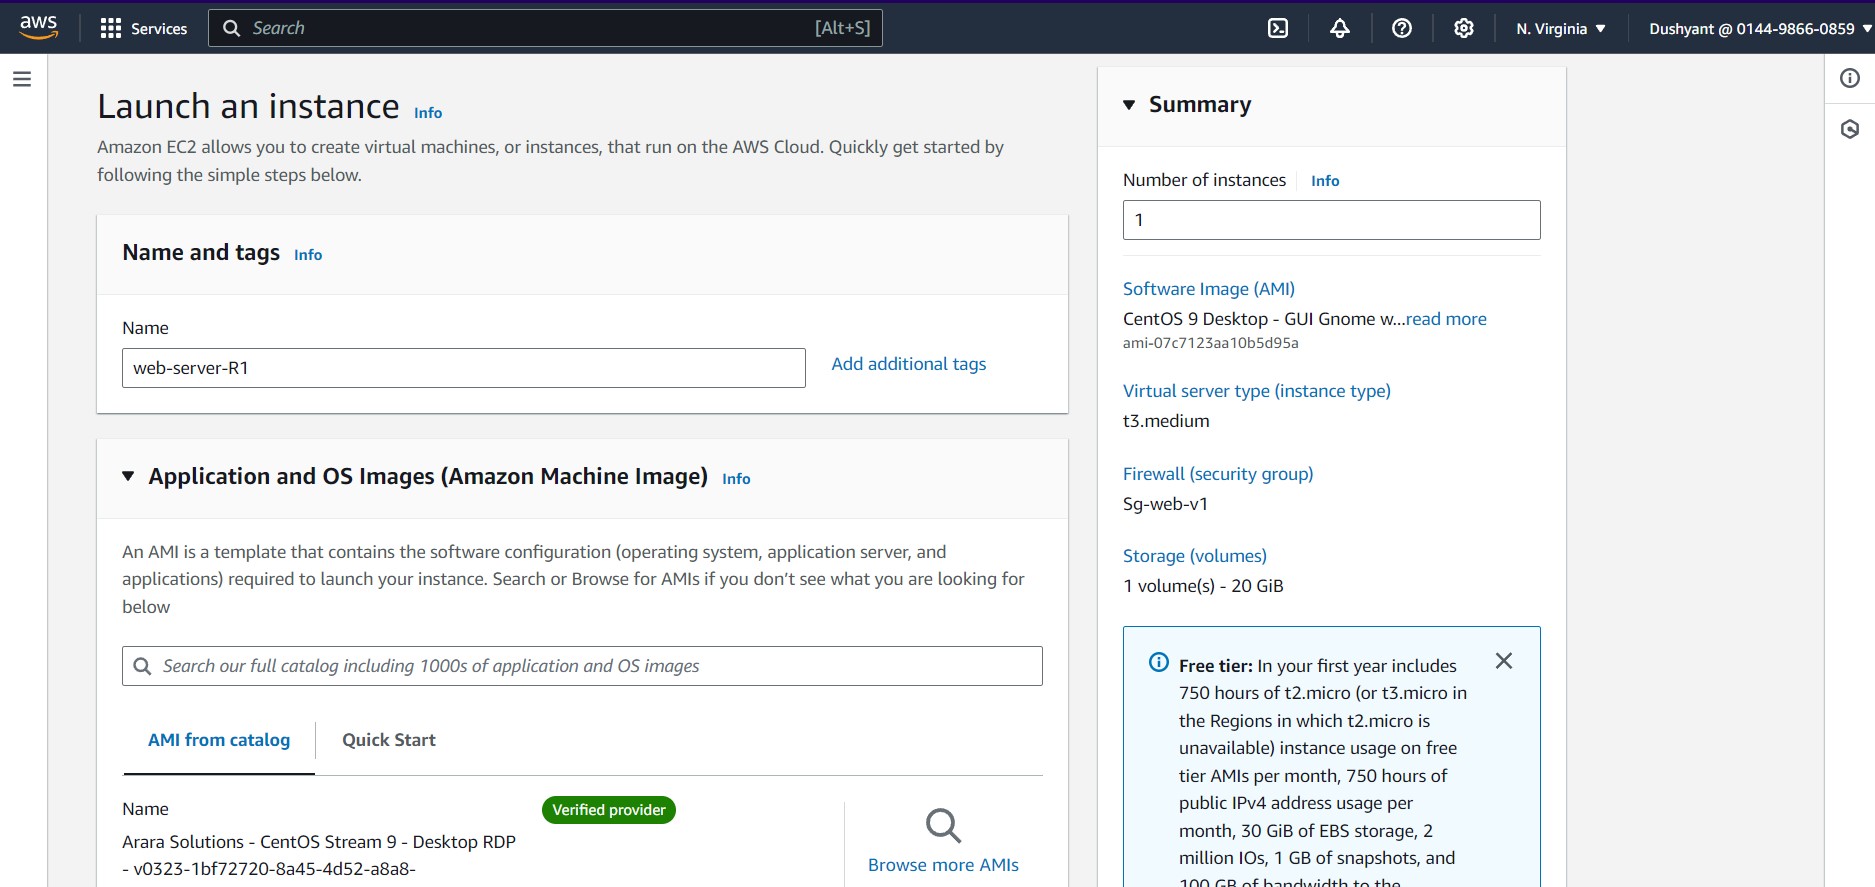 aws
Services
Search
[Alt+S]
N. Virginia
Dushyant @ 0144-9866-0859
Launch an instance Info
Amazon EC2 allows you to create virtual machines, or instances, that run on the AWS Cloud. Quickly get started by
following the simple steps below.
Name and tags Info
Name
web-server-R1
Add additional tags
Application and OS Images (Amazon Machine Image) Info
An AMI is a template that contains the software configuration (operating system, application server, and
applications) required to launch your instance. Search or Browse for AMIs if you don’t see what you are looking for
below
Search our full catalog including 1000s of application and OS images
AMI from catalog
Quick Start
Name
Verified provider
Arara Solutions - CentOS Stream 9 - Desktop RDP
- v0323-1bf72720-8a45-4d52-a8a8-
Browse more AMIs
Summary
Number of instances Info
1
Software Image (AMI)
CentOS 9 Desktop - GUI Gnome w...read more
ami-07c7123aa10b5d95a
Virtual server type (instance type)
t3.medium
Firewall (security group)
Sg-web-v1
Storage (volumes)
1 volume(s) - 20 GiB
Free tier: In your first year includes
750 hours of t2.micro (or t3.micro in
the Regions in which t2.micro is
unavailable) instance usage on free
tier AMIs per month, 750 hours of
public IPv4 address usage per
month, 30 GiB of EBS storage, 2
million IOs, 1 GB of snapshots, and
100 GB of bandwidth to the